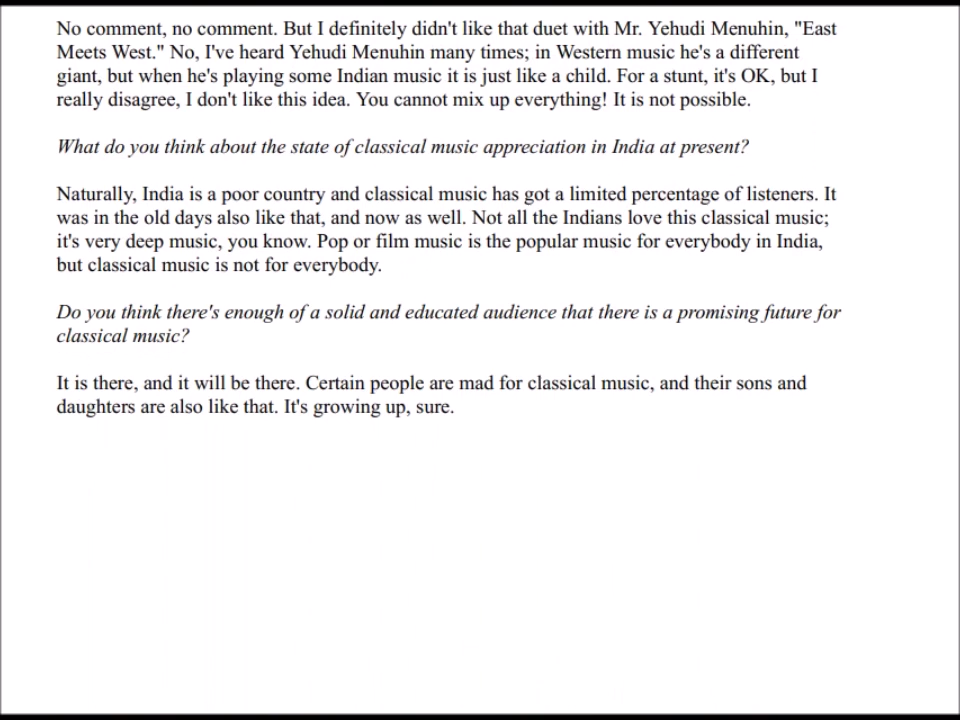 No comment, no comment. But I definitely didn't like that duet with Mr. Yehudi Menuhin, "East
Meets West." No, I've heard Yehudi Menuhin many times; in Western music he's a different
giant, but when he's playing some Indian music it is just like a child. For a stunt, it's OK, but I
really disagree, I don't like this idea. You cannot mix up everything! It is not possible.
What do you think about the state of classical music appreciation in India at present?
Naturally, India is a poor country and classical music has got a limited percentage of listeners. It
was in the old days also like that, and now as well. Not all the Indians love this classical music;
it's very deep music, you know. Pop or film music is the popular music for everybody in India,
but classical music is not for everybody.
Do you think there's enough of a solid and educated audience that there is a promising future for
classical music?
It is there, and it will be there. Certain people are mad for classical music, and their sons and
daughters are also like that. It's growing up, sure.